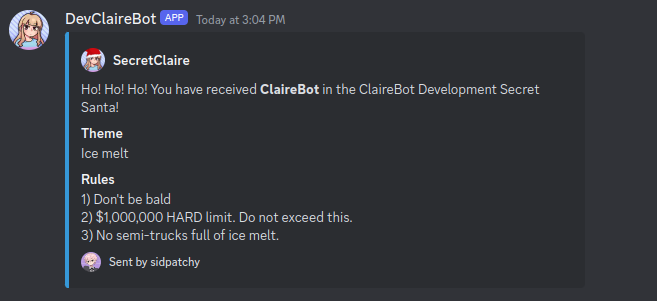 DevClaireBot APP Today at 3:04 PM
SecretClaire
Ho! Ho! Ho! You have received ClaireBot in the ClaireBot Development Secret
Santa!
Theme
Ice melt
Rules
1) Don't be bald
2) $1,000,000 HARD limit. Do not exceed this.
3) No semi-trucks full of ice melt.
Sent by sidpatchy